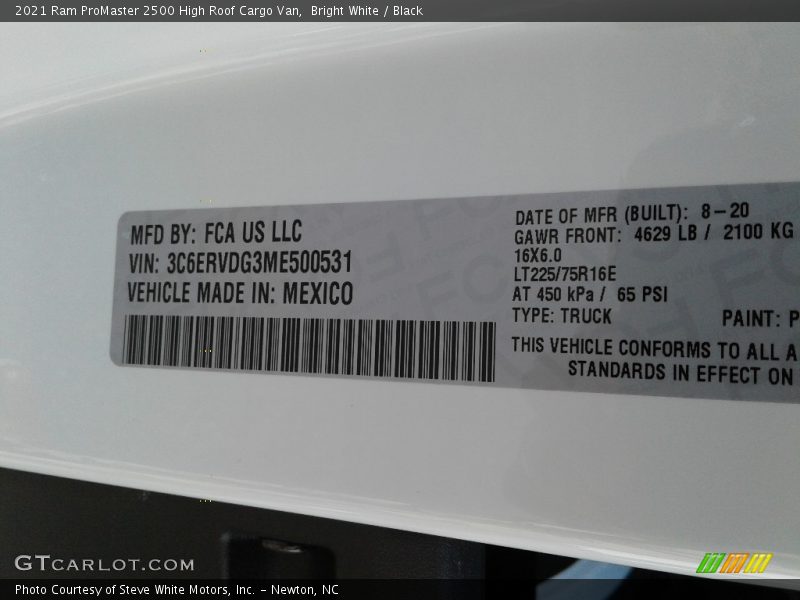 2021 Ram ProMaster 2500 High Roof Cargo Van, Bright White / Black
MFD BY: FCA US LLC
VIN: 3C6ERVDG3ME500531
VEHICLE MADE IN: MEXICO
DATE OF MFR (BUILT): 8-20
GAWR FRONT: 4629 LB / 2100 KG
16X6.0
LT225/75R16E
AT 450 kPa / 65 PSI
TYPE: TRUCK PAINT: P
THIS VEHICLE CONFORMS TO ALL A
STANDARDS IN EFFECT ON
GTCARLOT.COM
Photo Courtesy of Steve White Motors, Inc. - Newton, NC